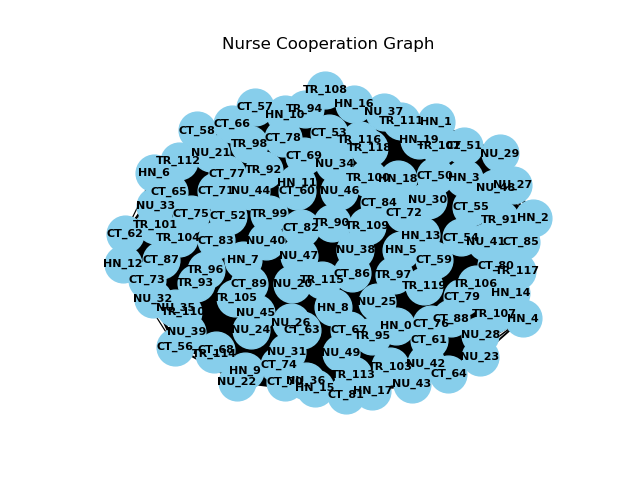 Nurse Cooperation Graph
TR_108
CT_57
TR_94
HN_16
HN_10
NU_37
CT_66
TR_111
HN_1
CT_58
CT_53
CT_78
TR_116
HN_19
TR_98
CT_51
TR_118
NU_21
CT_69
NU_29
TR_112
NU_34
TR_92
HN_6
CT_77
TR_100
HN_18
CT_50
HN_3
HN_11
NU_27
CT_65
CT_71
NU_44
CT_60
NU_46
NU_30
CT_84
NU_33
CT_55
CT_75
CT_52
TR_99
CT_72
HN_2
TR_91
TR_101
TR_90
TR_109
CT_82
CT_62
TR_104
CT_83
NU_40
HN_13
CT_54
NU_41
CT_85
NU_38
HN_5
NU_47
CT_87
HN_7
CT_59
HN_12
CT_80
TR_96
TR_117
CT_86
TR_97
CT_73
TR_115
TR_93
CT_89
NU_20
TR_106
TR_119
HN_14
NU_32
TR_105
CT_79
NU_25
NU_35
HN_8
TR_110
NU_45
TR_107
HN_4
CT_88
NU_26
CT_76
HN_0
NU_39
NU_24
CT_63
CT_67
TR_95
NU_28
CT_61
CT_56
CT_68
TR_114
NU_31
NU_49
NU_23
CT_74
NU_42
TR_103
HN_9
CT_64
TR_113
NU_22
NU_36
NU_43
HN_15
HN_17
CT_81